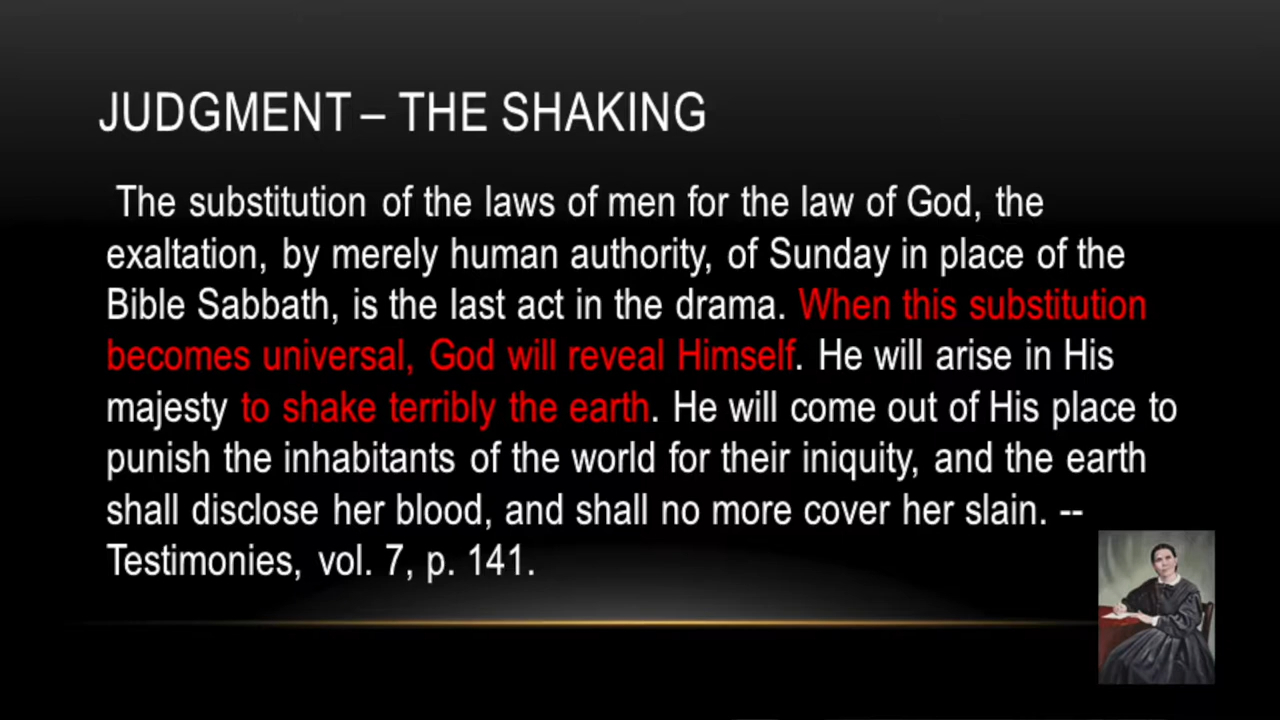 JUDGMENT – THE SHAKING
The substitution of the laws of men for the law of God, the
exaltation, by merely human authority, of Sunday in place of the
Bible Sabbath, is the last act in the drama. When this substitution
becomes universal, God will reveal Himself. He will arise in His
majesty to shake terribly the earth. He will come out of His place to
punish the inhabitants of the world for their iniquity, and the earth
shall disclose her blood, and shall no more cover her slain. --
Testimonies, vol. 7, p. 141.